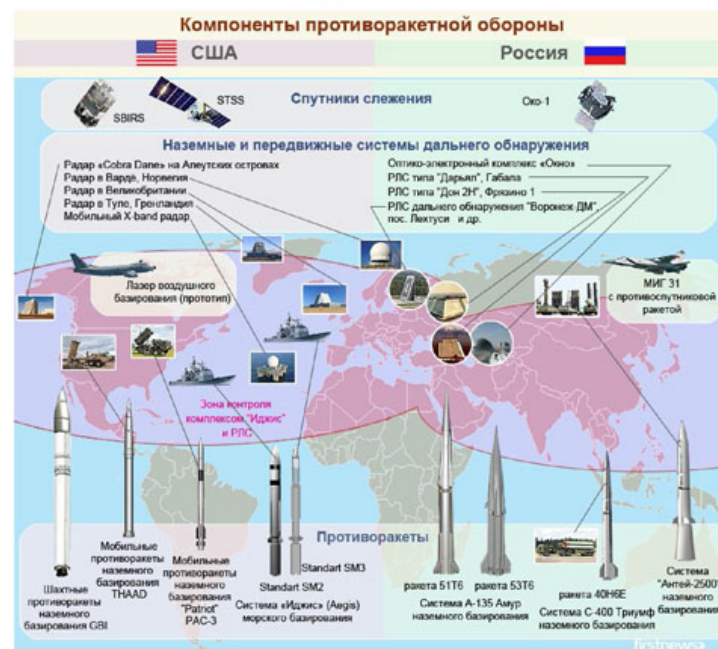 Компоненты противоракетной обороны
США
Россия
Спутники слежения
SBIRS
STSS
Око-1
Наземные и передвижные системы дальнего обнаружения
Радар «Cobra Dane» на Алеутских островах
Радар в Вардё, Норвегия
Радар в Великобритании
Радар в Туле, Гренландия
Мобильный X-band радар
Оптико-электронный комплекс «Окно»
РЛС типа "Дарьял", Габала
РЛС типа "Дон 2Н", Фрязино 1
РЛС дальнего обнаружения "Воронеж ДМ",
пос. Лехтуси и др.
Лазер воздушного
базирования (прототип)
МИГ 31
с противоспутниковой
ракетой
Зона контроля
комплексом "Иджис"
и РЛС
Противоракеты
Шахтные
противоракеты
наземного
базирования GBI
Мобильные
противоракеты
наземного
базирования
THAAD
Мобильные
противоракеты
наземного
базирования
"Patriot"
PAC-3
Standart SM2
Standart SM3
Система «Иджис» (Aegis)
морского базирования
ракета 51Т6
ракета 53Т6
Система А-135 Амур
наземного базирования
ракета 40Н6Е
Система С-400 Триумф
наземного базирования
Система
"Антей-2500"
наземного
базирования